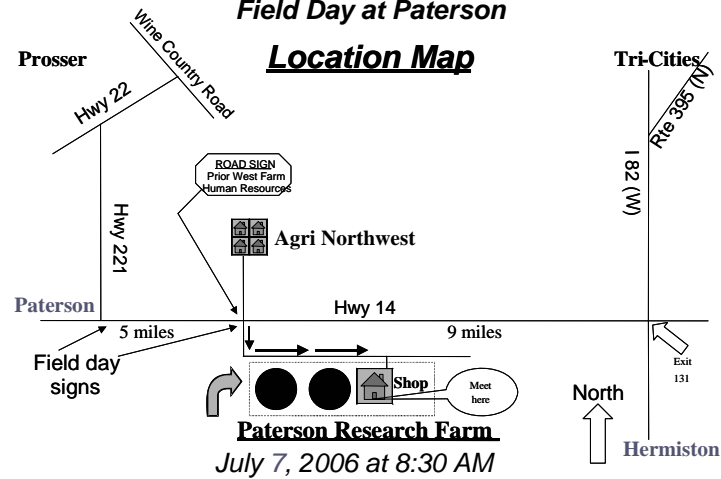 Field Day at Paterson
Location Map
Prosser
Tri-Cities
Wine Country Road
Hwy 22
Rte 395 (N)
I 82 (W)
ROAD SIGN
Prior West Farm
Human Resources
Hwy 221
Agri Northwest
Paterson
Hwy 14
5 miles
9 miles
Field day
signs
Exit
131
Shop
Meet
here
North
Paterson Research Farm
Hermiston
July 7, 2006 at 8:30 AM